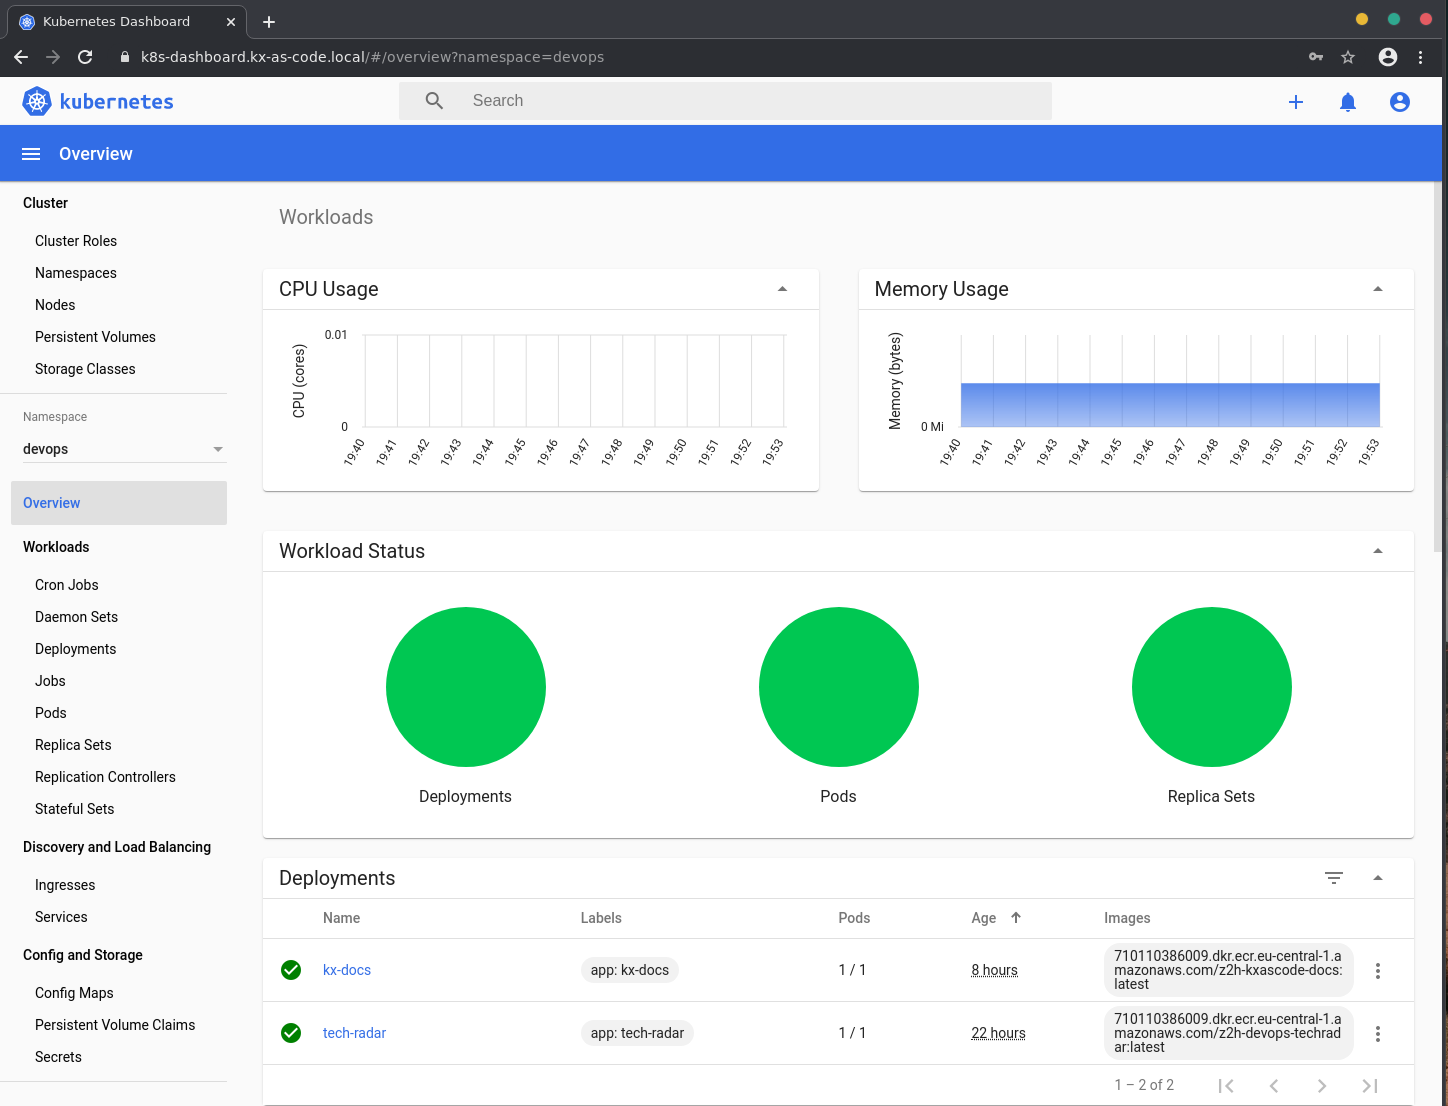 Kubernetes Dashboard
k8s-dashboard.kx-as-code.local/#/overview?namespace=devops
kubernetes
Search
Overview
Cluster
Cluster Roles
Namespaces
Nodes
Persistent Volumes
Storage Classes
Namespace
devops
Overview
Workloads
Cron Jobs
Daemon Sets
Deployments
Jobs
Pods
Replica Sets
Replication Controllers
Stateful Sets
Discovery and Load Balancing
Ingresses
Services
Config and Storage
Config Maps
Persistent Volume Claims
Secrets
Workloads
CPU Usage
CPU (cores)
0.01
0
19:40 19:41 19:42 19:43 19:44 19:45 19:46 19:47 19:48 19:49 19:50 19:51 19:52 19:53
Memory Usage
Memory (bytes)
0 Mi
19:40 19:41 19:42 19:43 19:44 19:45 19:46 19:47 19:48 19:49 19:50 19:51 19:52 19:53
Workload Status
Deployments Pods Replica Sets
Deployments
Name Labels Pods Age Images
kx-docs app: kx-docs 1 / 1 8 hours
710110386009.dkr.ecr.eu-central-1.a
mazonaws.com/z2h-kxascode-docs:
latest
tech-radar app: tech-radar 1 / 1 22 hours
710110386009.dkr.ecr.eu-central-1.a
mazonaws.com/z2h-devops-techrad
ar:latest
1 – 2 of 2